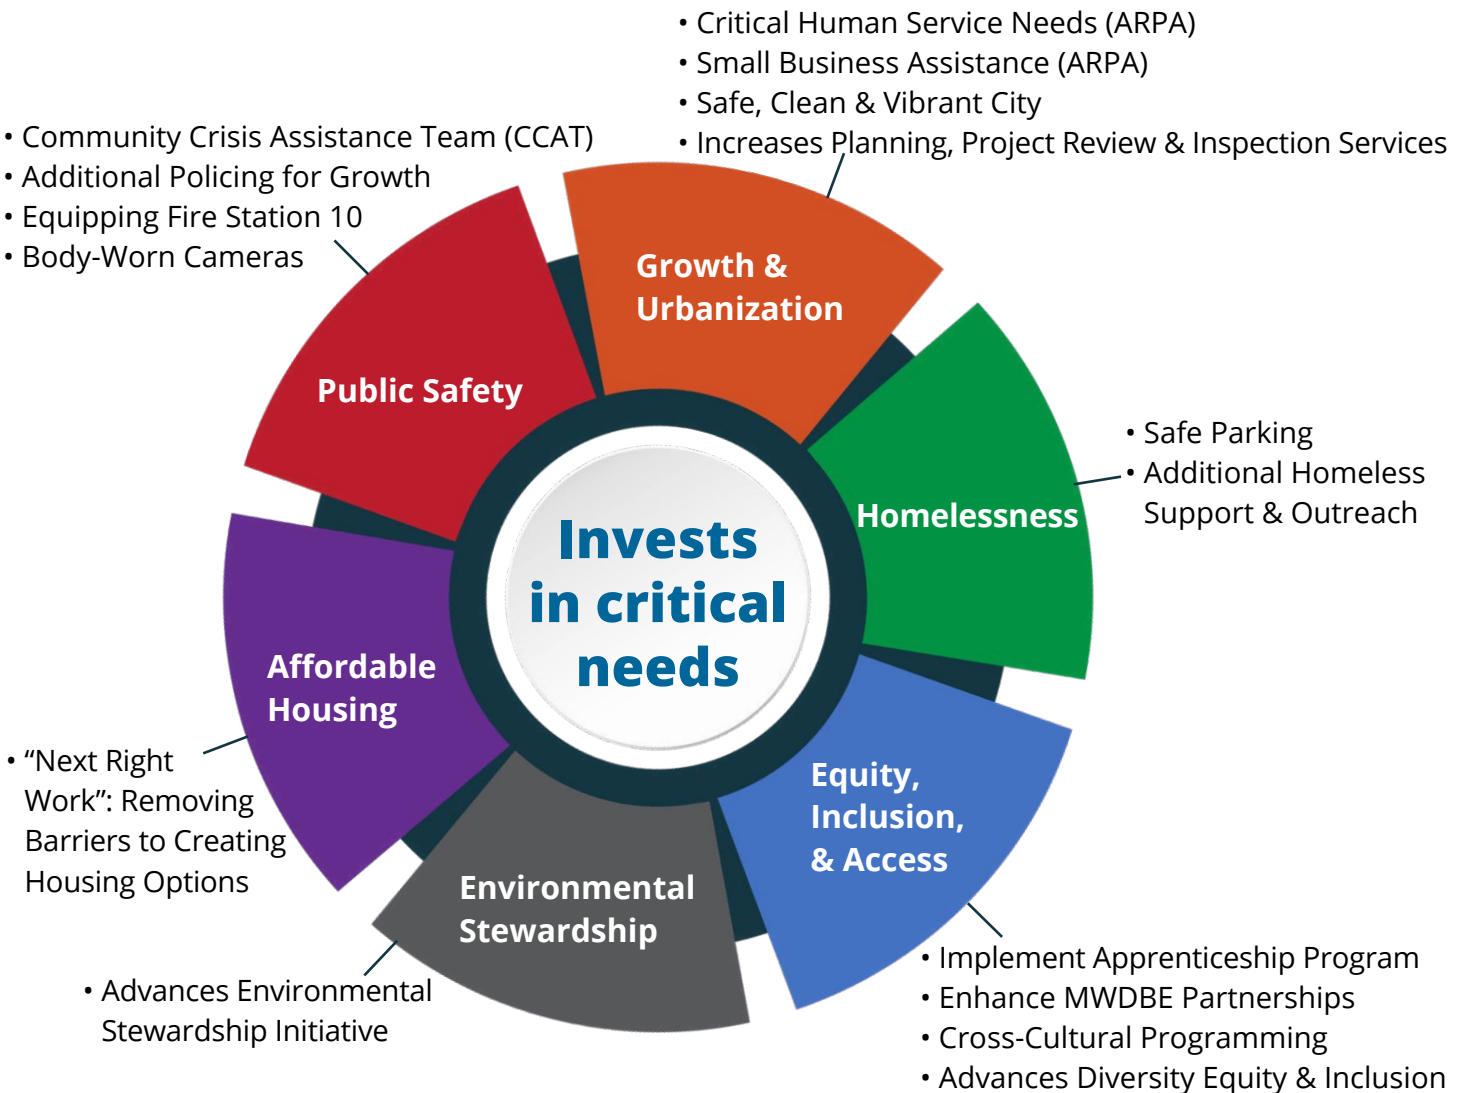 • Critical Human Service Needs (ARPA)
• Small Business Assistance (ARPA)
• Safe, Clean & Vibrant City
• Increases Planning, Project Review & Inspection Services
• Community Crisis Assistance Team (CCAT)
• Additional Policing for Growth
• Equipping Fire Station 10
• Body-Worn Cameras
Growth &
Urbanization
Public Safety
• Safe Parking
• Additional Homeless
Support & Outreach
Homelessness
Invests
in critical
needs
Affordable
Housing
• “Next Right
Work”: Removing
Barriers to Creating
Housing Options
Equity,
Inclusion,
& Access
Environmental
Stewardship
• Advances Environmental
Stewardship Initiative
• Implement Apprenticeship Program
• Enhance MWDBE Partnerships
• Cross-Cultural Programming
• Advances Diversity Equity & Inclusion